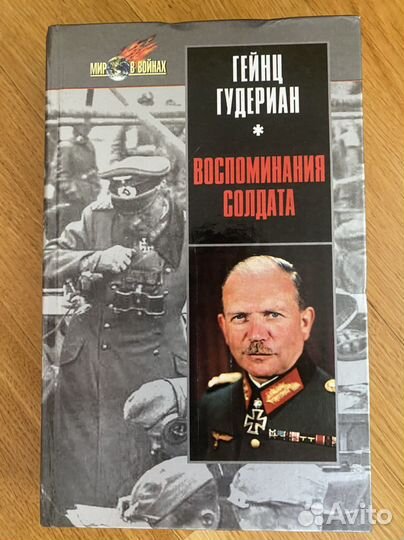 МИР В ВОЙНАХ
ГЕЙНЦ
ГУДЕРИАН
*
ВОСПОМИНАНИЯ
СОЛДАТА
Avito